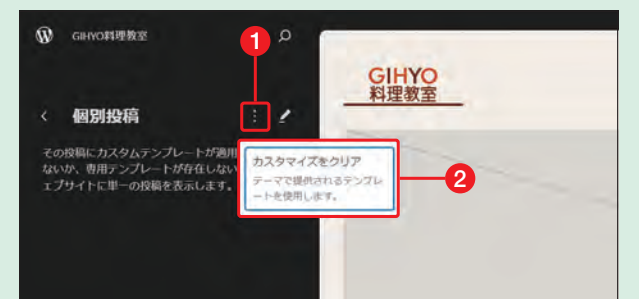 GIHYO料理教室
1
GIHYO
料理教室
個別投稿
その投稿にカスタムテンプレートが適用
ないか、専用テンプレートが存在しない
ェブサイトに単一の投稿を表示します。
カスタマイズをクリア
テーマで提供されるテンプレ
ートを使用します。
2